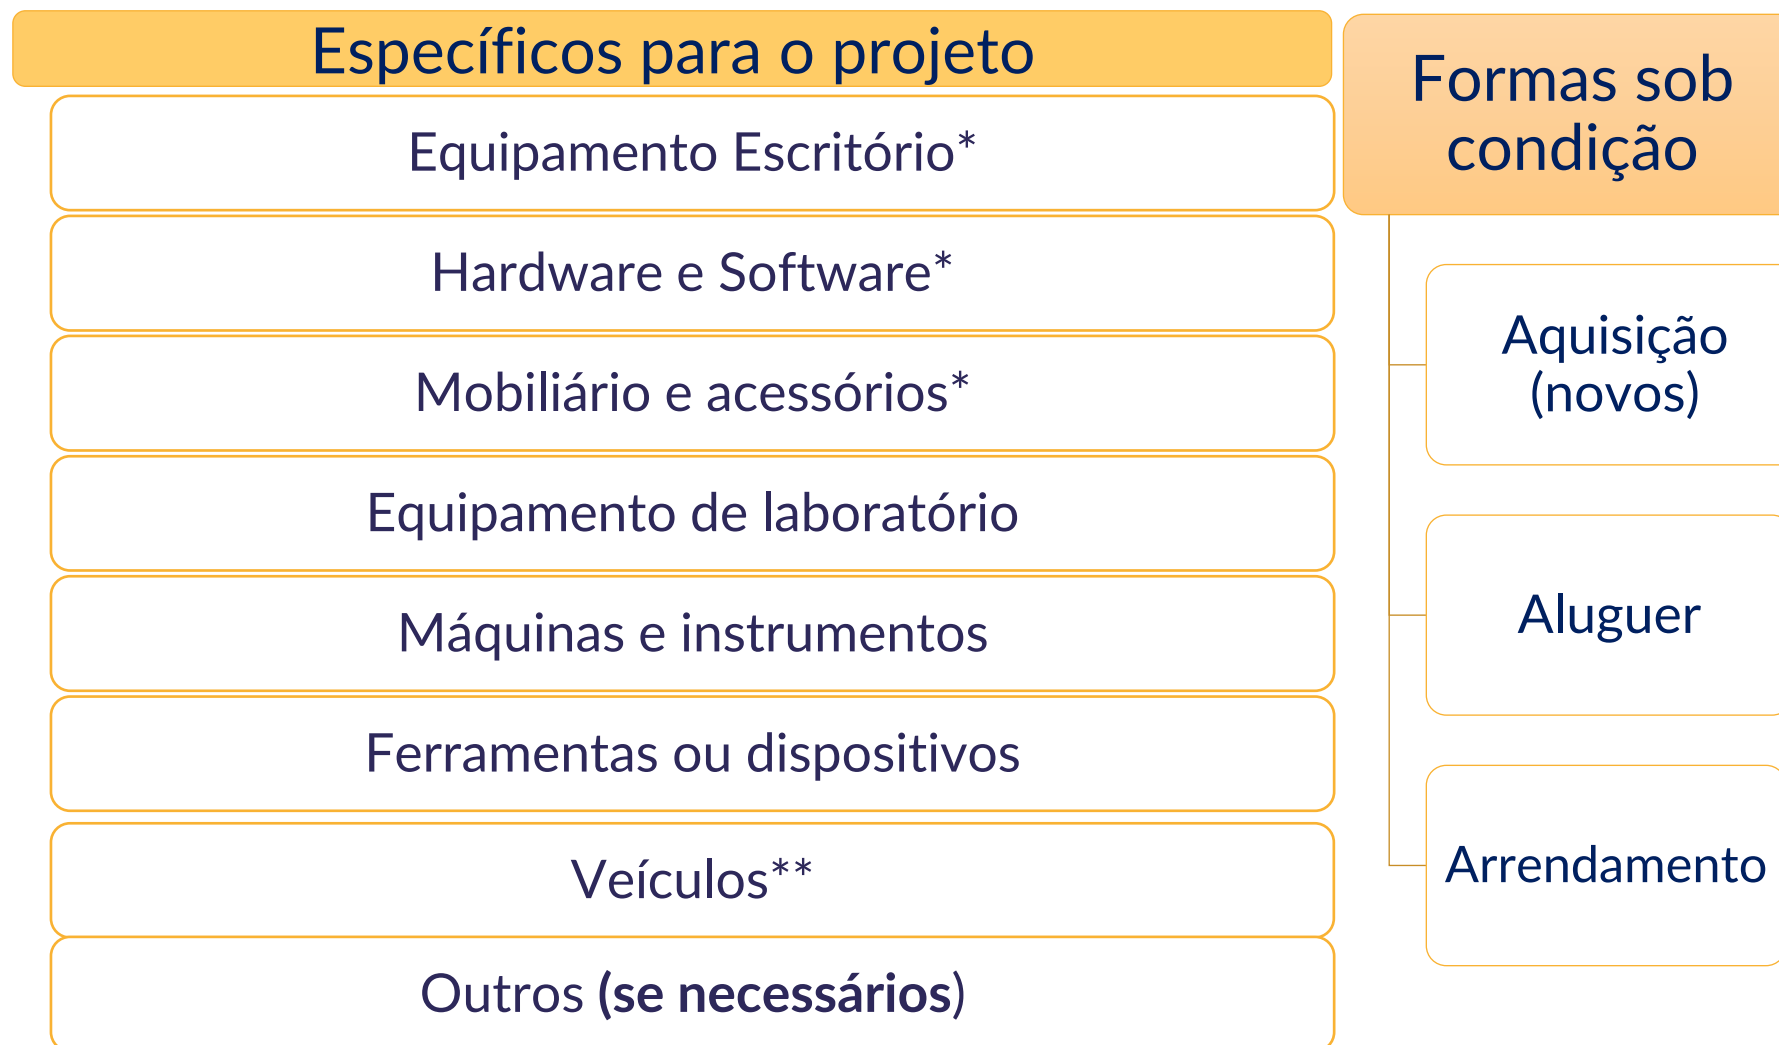 Específicos para o projeto
Equipamento Escritório*
Hardware e Software*
Mobiliário e acessórios*
Equipamento de laboratório
Máquinas e instrumentos
Ferramentas ou dispositivos
Veículos**
Outros (se necessários)
Formas sob
condição
Aquisição
(novos)
Aluguer
Arrendamento